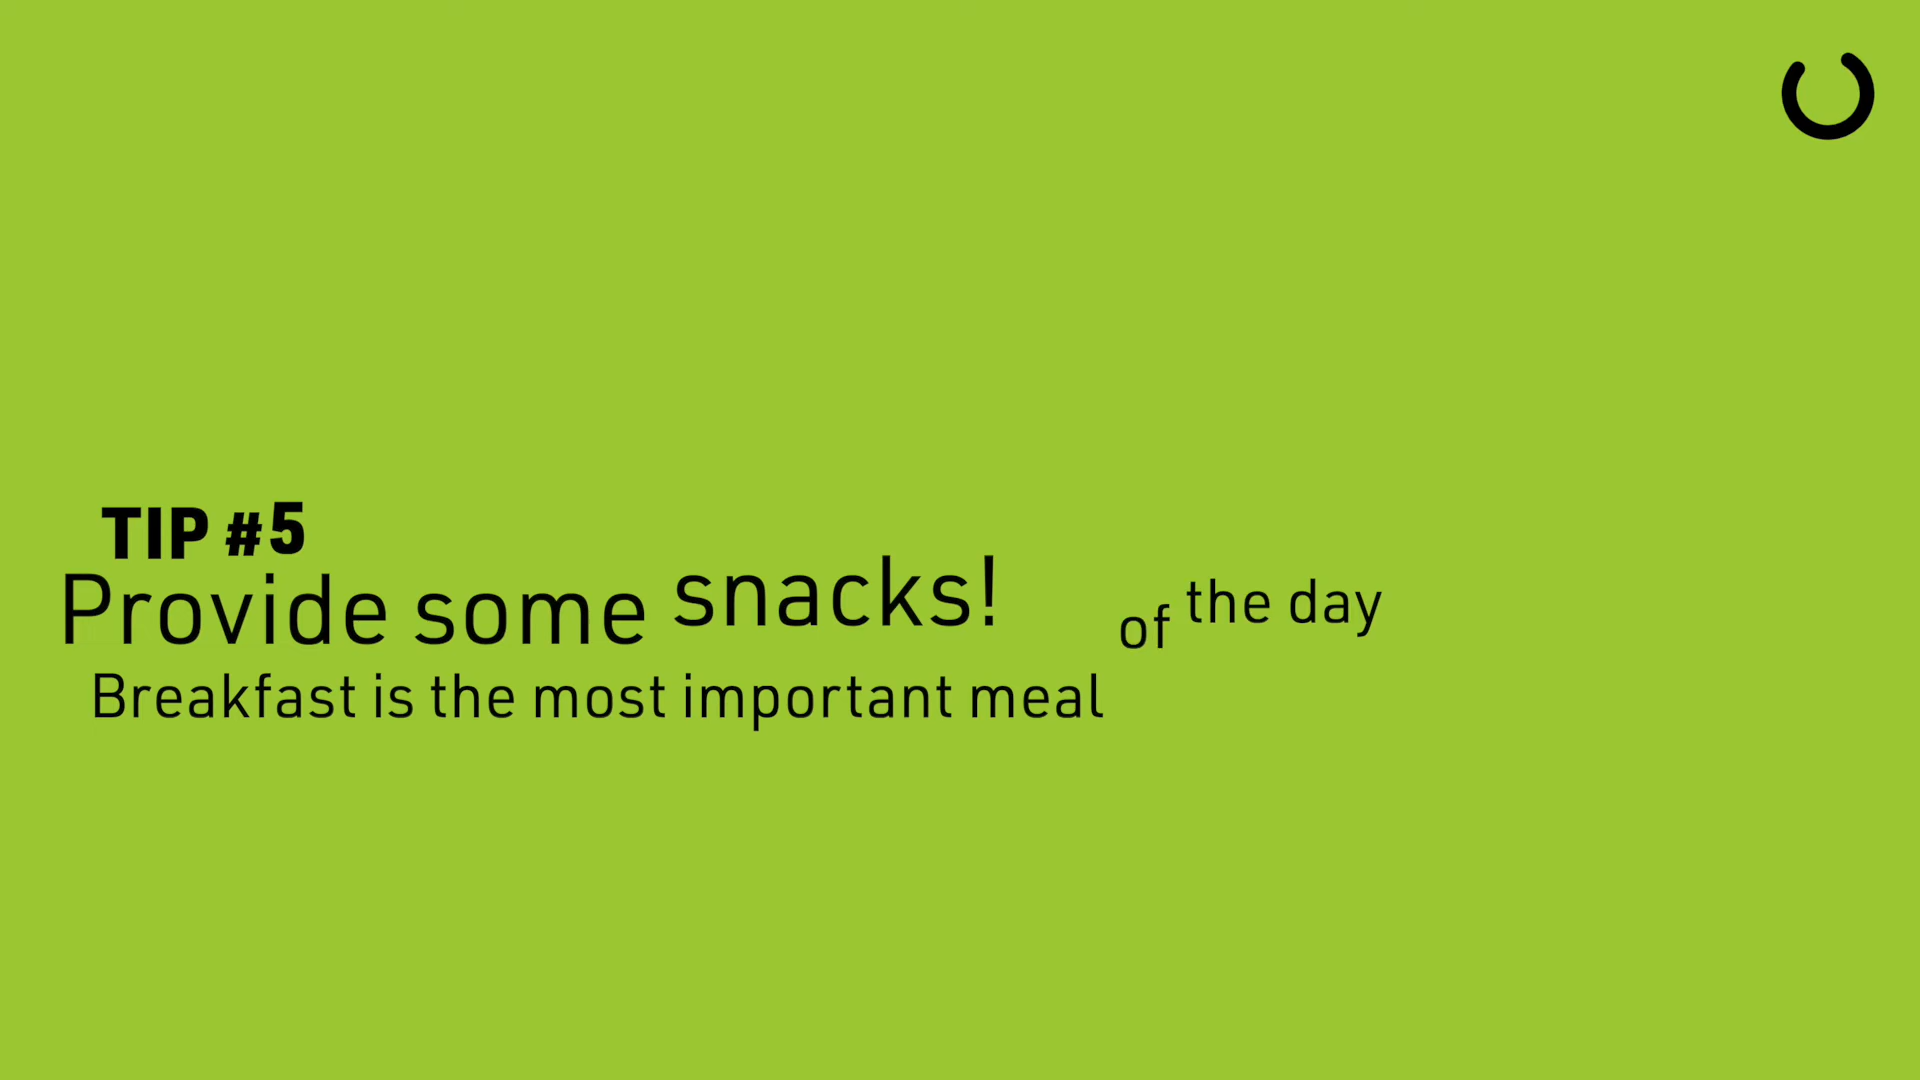 TIP #5
Provide some snacks!
Breakfast is the most important meal of the day